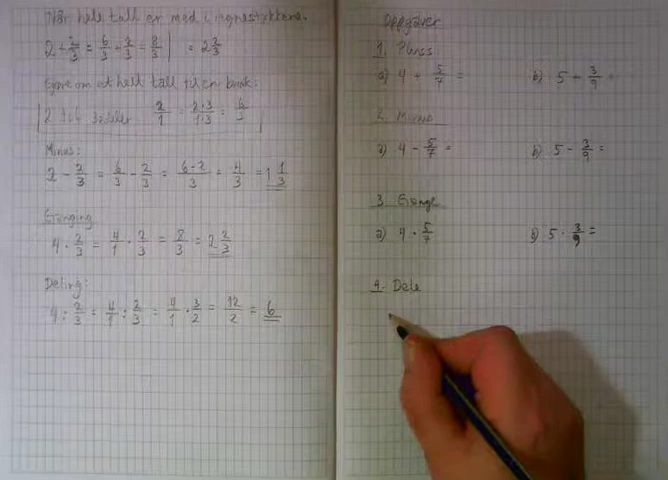 Når hele tall er med i regnestykkene.
2 + 2/3 = 6/3 + 2/3 = 8/3 | = 2 2/3
Gjøre om et helt tall til en brøk:
2 3 deler 2/1 = 2·3/1·3 = 6/3
Minus:
2 - 2/3 = 6/3 - 2/3 = 6-2/3 = 4/3 = 1 1/3
Ganging
4 · 2/3 = 4/1 · 2/3 = 8/3 = 2 2/3
Deling:
4 : 2/3 = 4/1 : 2/3 = 4/1 · 3/2 = 12/2 = 6
Oppgaver
1. Pluss
a) 4 + 5/7 = b) 5 + 3/9 =
2. Minus
a) 4 - 5/7 = b) 5 - 3/9 =
3. Gange
a) 4 · 5/7 b) 5 · 3/9 =
4. Dele